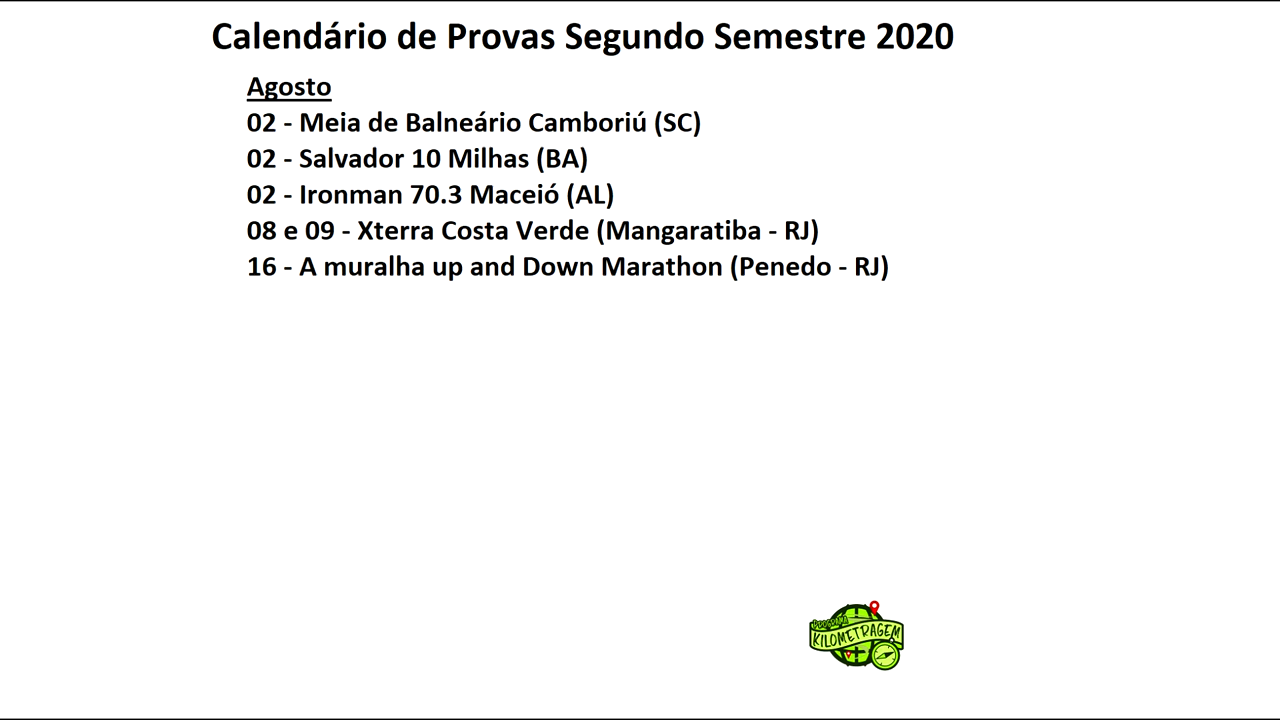 Calendário de Provas Segundo Semestre 2020
Agosto
02 - Meia de Balneário Camboriú (SC)
02 - Salvador 10 Milhas (BA)
02 - Ironman 70.3 Maceió (AL)
08 e 09 - Xterra Costa Verde (Mangaratiba - RJ)
16 - A muralha up and Down Marathon (Penedo - RJ)
PROGRAMA
KILOMETRAGEM